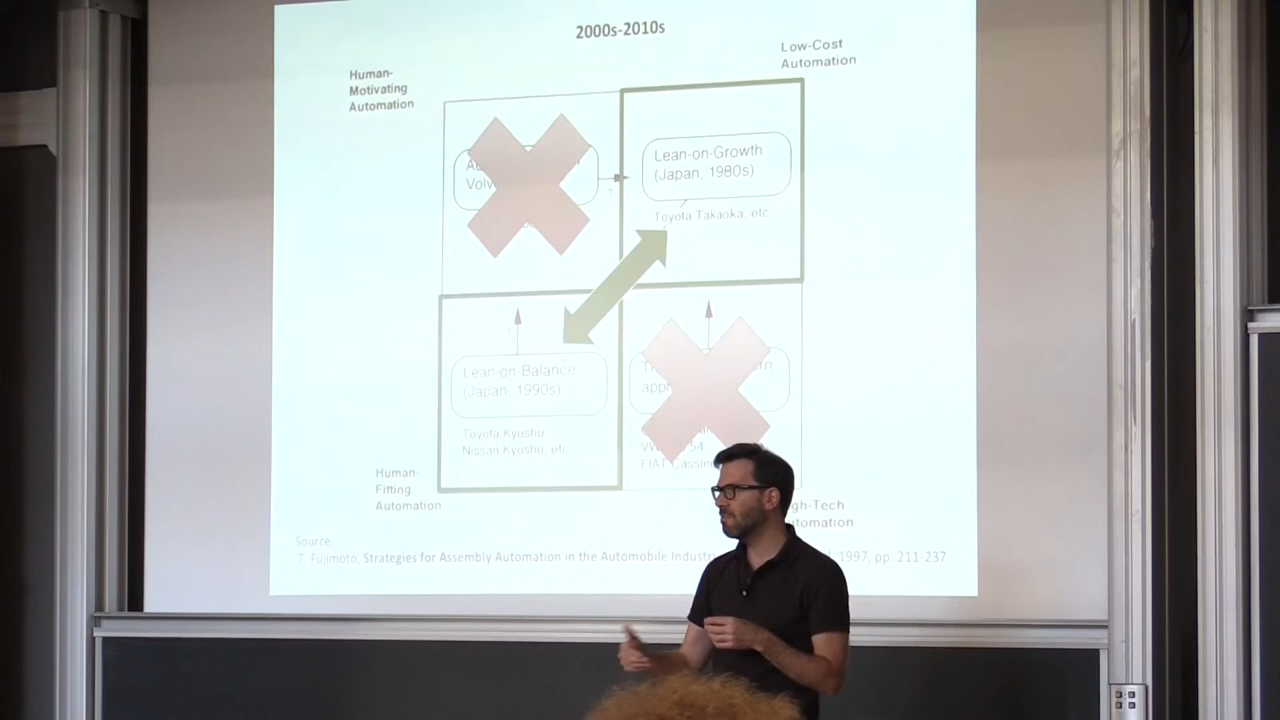 2000s-2010s
Human-
Motivating
Automation
Low-Cost
Automation
Lean-on-Growth
(Japan, 1980s)
Toyota Takaoka, etc
?
Lean-on-Balance
(Japan, 1990s)
Toyota Kyushu
Nissan Kyushu, etc
54
FIAT
Human-
Fitting
Automation
Source:
T. Fujimoto, Strategies for Assembly Automation in the Automobile 1997, pp. 211-237